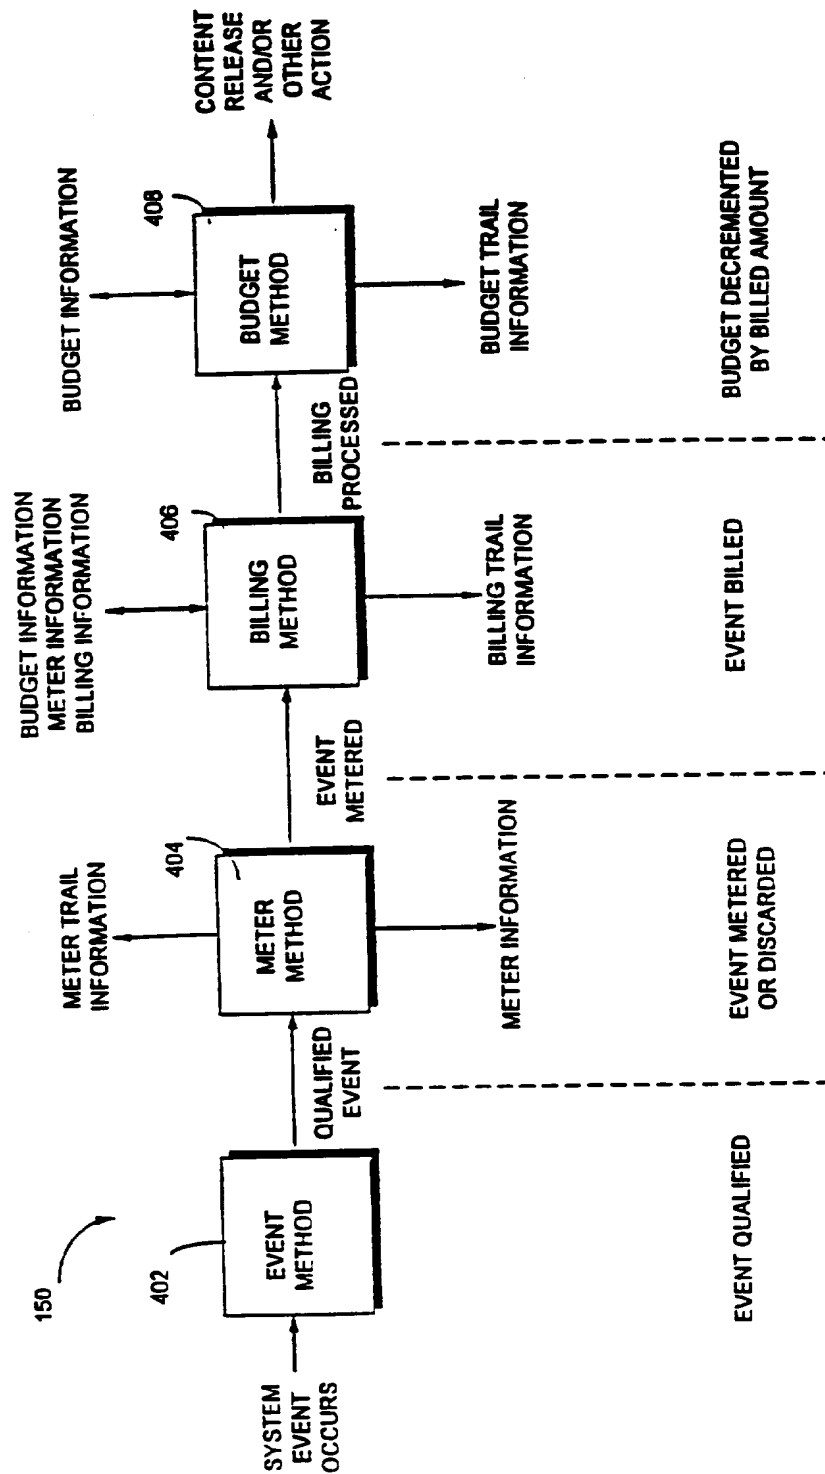 150
SYSTEM
EVENT
OCCURS
402
EVENT
METHOD
QUALIFIED
EVENT
EVENT QUALIFIED
METER TRAIL
INFORMATION
404
METER
METHOD
METER INFORMATION
EVENT METERED
OR DISCARDED
EVENT
METERED
BUDGET INFORMATION
METER INFORMATION
BILLING INFORMATION
406
BILLING
METHOD
BILLING TRAIL
INFORMATION
EVENT BILLED
BILLING
PROCESSED
BUDGET INFORMATION
408
BUDGET
METHOD
BUDGET TRAIL
INFORMATION
BUDGET DECREMENTED
BY BILLED AMOUNT
CONTENT
RELEASE
AND/OR
OTHER
ACTION